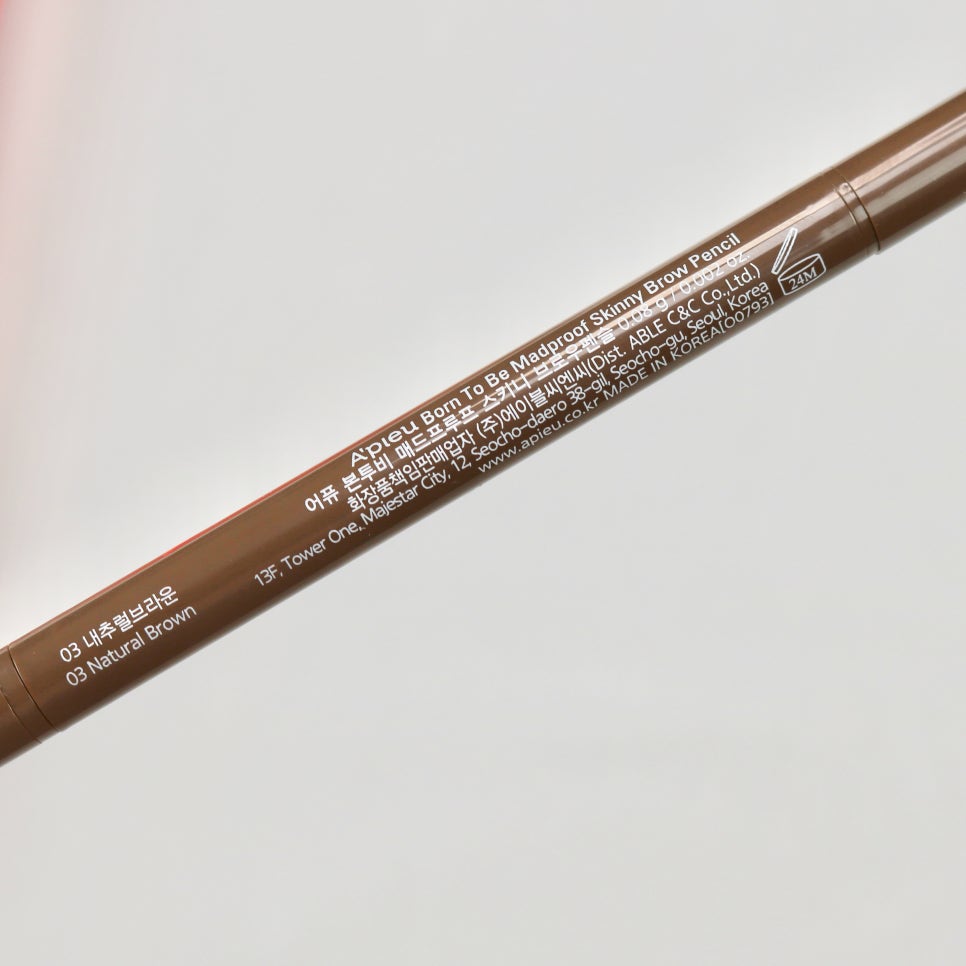 A'pieu Born To Be Madproof Skinny Brow Pencil
어퓨 본투비 매드프루프 스키니 브로우펜슬 0.08 g / 0.002 oz.
화장품책임판매업자 (주)에이블씨엔씨(Dist. ABLE C&C Co.,Ltd.)
13F, Tower One, Majestar City, 12, Seocho-daero 38-gil, Seocho-gu, Seoul, Korea
www.apieu.co.kr MADE IN KOREA[O0793]
24M
03 내추럴브라운
03 Natural Brown